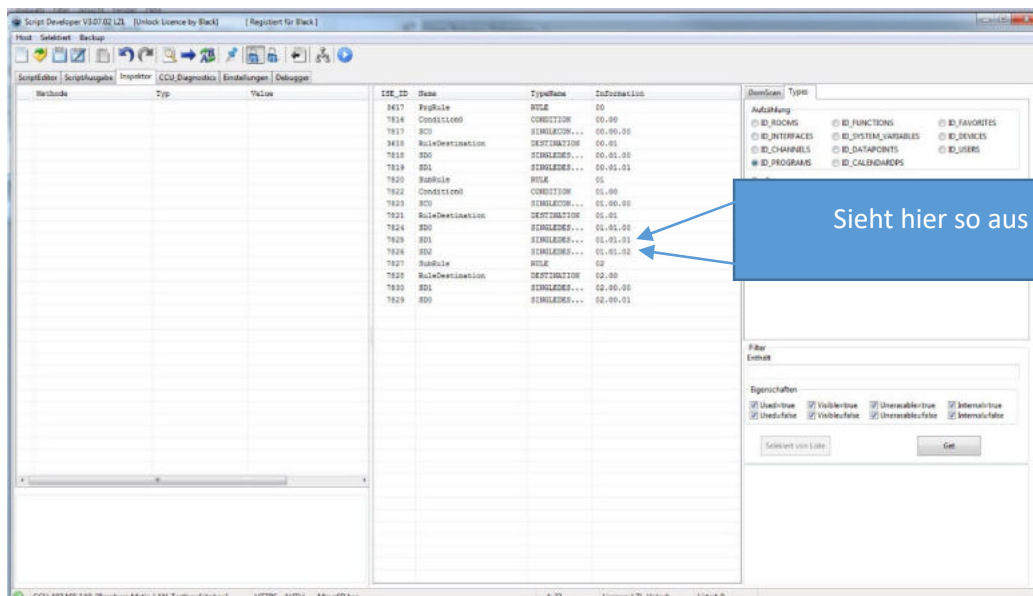 Script Developer V3.07.02 LZL [Unlock Licence by Black] [Registiert für Black]
Host Selektiert Backup
ScriptEditor ScriptAusgabe Inspektor CCU_Diagnostics Einstellungen Debugger
Methode Typ Value
ISE_ID Name TypeName Information
3617 PrgRule RULE 00
7816 Condition0 CONDITION 00.00
7817 SC0 SINGLECON... 00.00.00
3618 RuleDestination DESTINATION 00.01
7818 SD0 SINGLEDES... 00.01.00
7819 SD1 SINGLEDES... 00.01.01
7820 SubRule RULE 01
7822 Condition0 CONDITION 01.00
7823 SC0 SINGLECON... 01.00.00
7821 RuleDestination DESTINATION 01.01
7824 SD0 SINGLEDES... 01.01.00
7825 SD1 SINGLEDES... 01.01.01
7826 SD2 SINGLEDES... 01.01.02
7827 SubRule RULE 02
7828 RuleDestination DESTINATION 02.00
7830 SD1 SINGLEDES... 02.00.00
7829 SD0 SINGLEDES... 02.00.01
DomScan Types
Aufzählung
ID_ROOMS ID_FUNCTIONS ID_FAVORITES
ID_INTERFACES ID_SYSTEM_VARIABLES ID_DEVICES
ID_CHANNELS ID_DATAPOINTS ID_USERS
ID_PROGRAMS ID_CALENDARDPS
Sieht hier so aus
Filter
Enthält
Eigenschaften
Used=true Visible=true Unerasable=true Internal=true
Used=false Visible=false Unerasable=false Internal=false
Selektiert von Liste Get